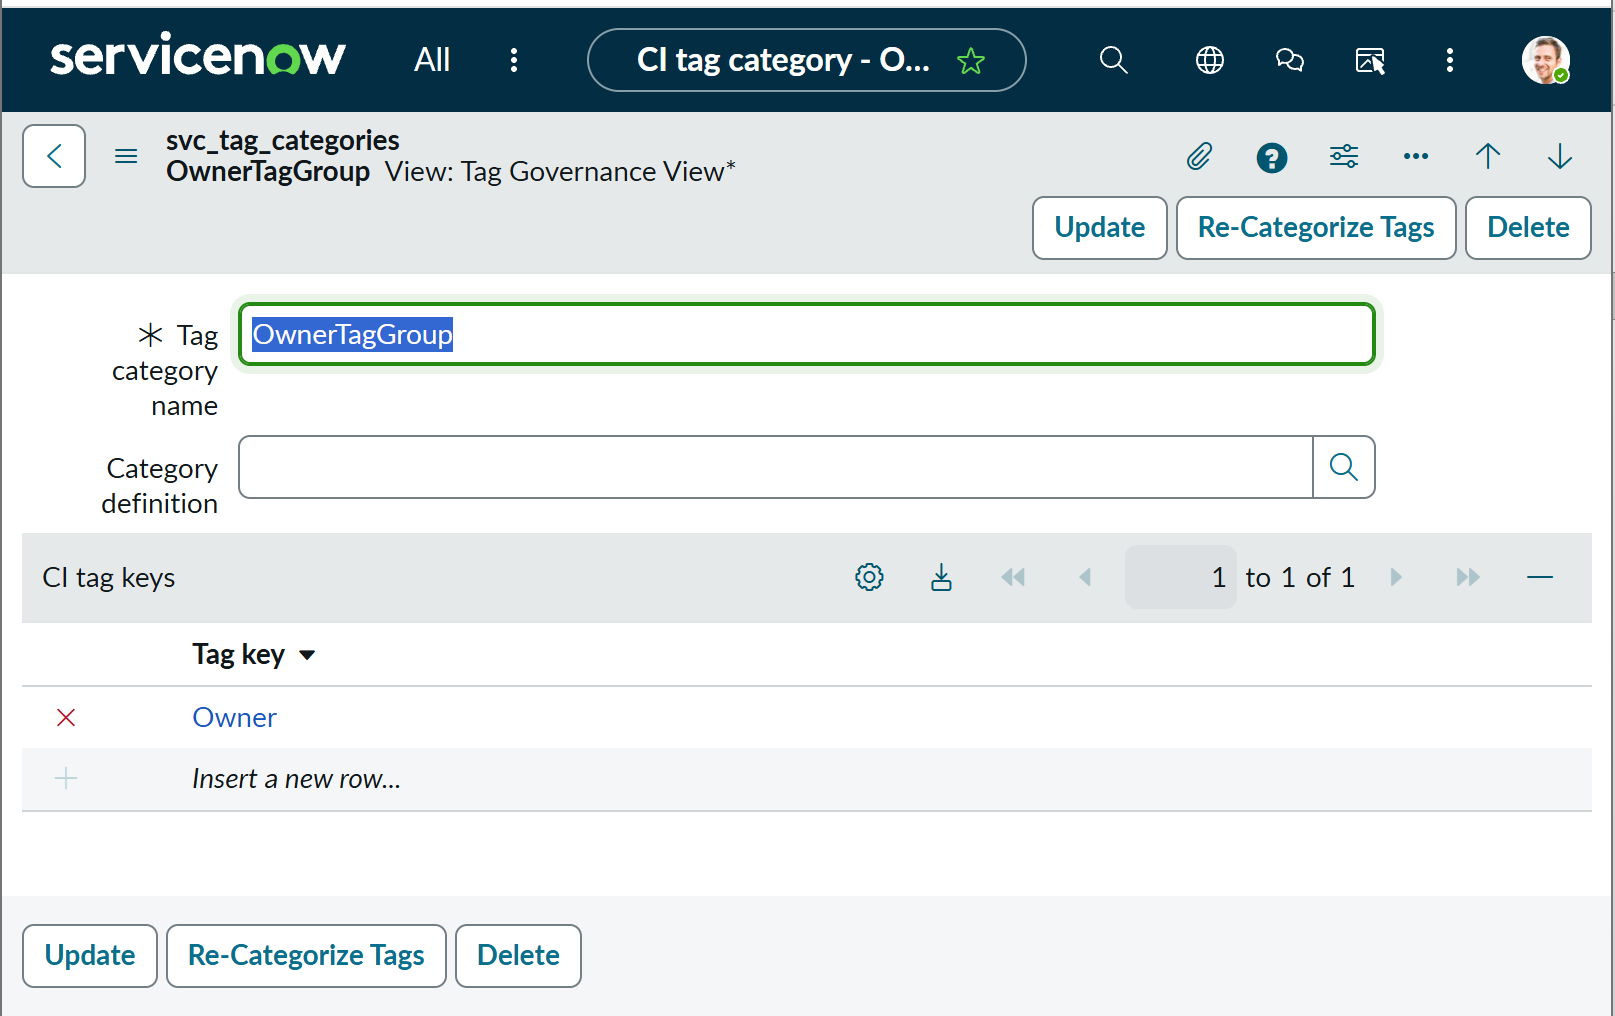 servicenow All CI tag category - O...
svc_tag_categories
OwnerTagGroup View: Tag Governance View*
Update Re-Categorize Tags Delete
Tag
category
name
OwnerTagGroup
Category
definition
CI tag keys 1 to 1 of 1
Tag key
Owner
Insert a new row...
Update Re-Categorize Tags Delete